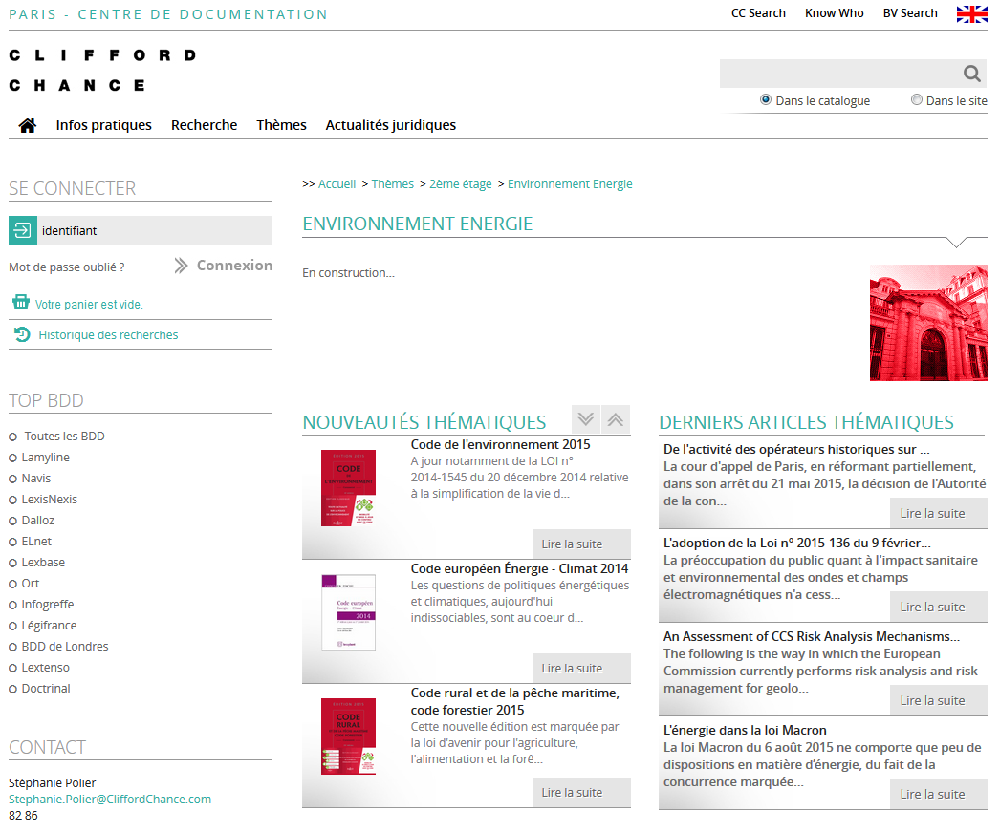 PARIS - CENTRE DE DOCUMENTATION
CC Search Know Who BV Search
CLIFFORD
CHANCE
Dans le catalogue Dans le site
Infos pratiques Recherche Thèmes Actualités juridiques
SE CONNECTER
identifiant
Mot de passe oublié ?
Connexion
Votre panier est vide.
Historique des recherches
TOP BDD
Toutes les BDD
Lamyline
Navis
LexisNexis
Dalloz
ELnet
Lexbase
Ort
Infogreffe
Légifrance
BDD de Londres
Lextenso
Doctrinal
CONTACT
Stéphanie Polier
Stephanie.Polier@CliffordChance.com
82 86
>> Accueil > Thèmes > 2ème étage > Environnement Energie
ENVIRONNEMENT ENERGIE
En construction...
NOUVEAUTÉS THÉMATIQUES
CODE
DE
L'ENVIRONNEMENT
Code de l'environnement 2015
A jour notamment de la LOI n°
2014-1545 du 20 décembre 2014 relative
à la simplification de la vie d...
Lire la suite
Code européen
Énergie - Climat
2014
Code européen Énergie - Climat 2014
Les questions de politiques énergétiques
et climatiques, aujourd'hui
indissociables, sont au coeur d...
Lire la suite
CODE
RURAL
Code rural et de la pêche maritime,
code forestier 2015
Cette nouvelle édition est marquée par
la loi d'avenir pour l'agriculture,
l'alimentation et la forê...
Lire la suite
DERNIERS ARTICLES THÉMATIQUES
De l'activité des opérateurs historiques sur ...
La cour d'appel de Paris, en réformant partiellement,
dans son arrêt du 21 mai 2015, la décision de l'Autorité
de la con...
Lire la suite
L'adoption de la Loi n° 2015-136 du 9 février...
La préoccupation du public quant à l'impact sanitaire
et environnemental des ondes et champs
électromagnétiques n'a cess...
Lire la suite
An Assessment of CCS Risk Analysis Mechanisms...
The following is the way in which the European
Commission currently performs risk analysis and risk
management for geolo...
Lire la suite
L'énergie dans la loi Macron
La loi Macron du 6 août 2015 ne comporte que peu de
dispositions en matière d'énergie, du fait de la
concurrence marquée...
Lire la suite